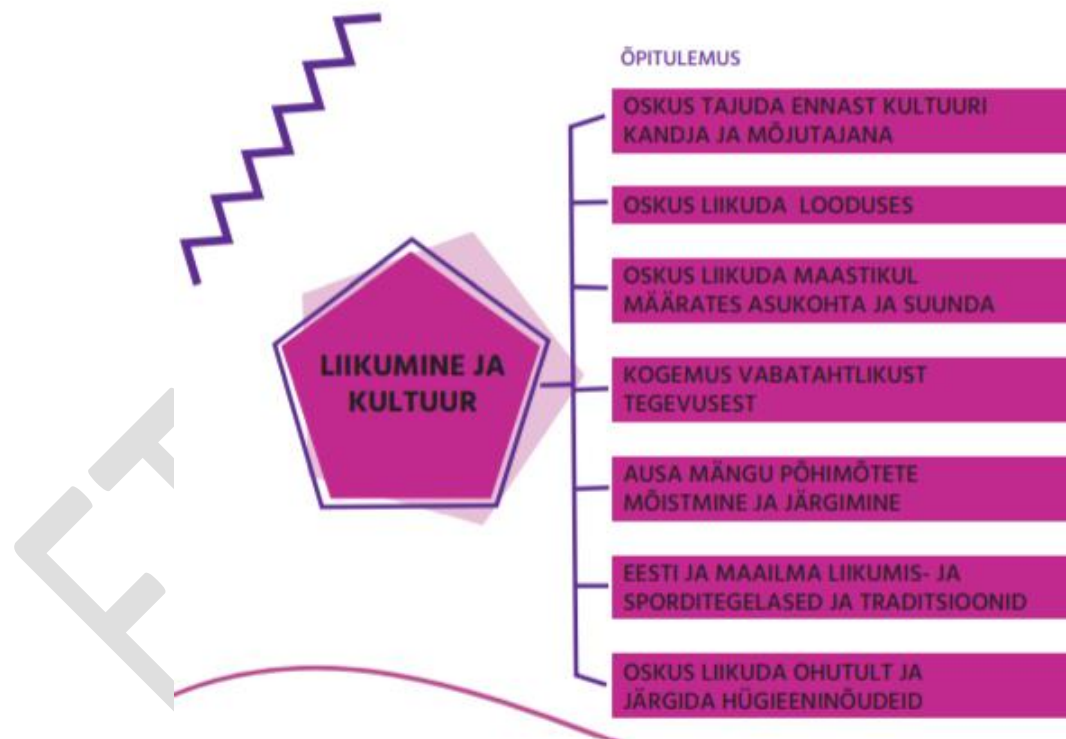 ÕPITULEMUS
OSKUS TAJUDA ENNAST KULTUURI
KANDJA JA MÕJUTAJANA
OSKUS LIIKUDA LOODUSES
OSKUS LIIKUDA MAASTIKUL
MÄÄRATES ASUKOHTA JA SUUNDA
LIIKUMINE JA
KULTUUR
KOGEMUS VABATAHTLIKUST
TEGEVUSEST
AUSA MÄNGU PÕHIMÕTETE
MÕISTMINE JA JÄRGIMINE
EESTI JA MAAILMA LIIKUMIS- JA
SPORDITEGELASED JA TRADITSIOONID
OSKUS LIIKUDA OHUTULT JA
JÄRGIDA HÜGIEENINÕUDEID